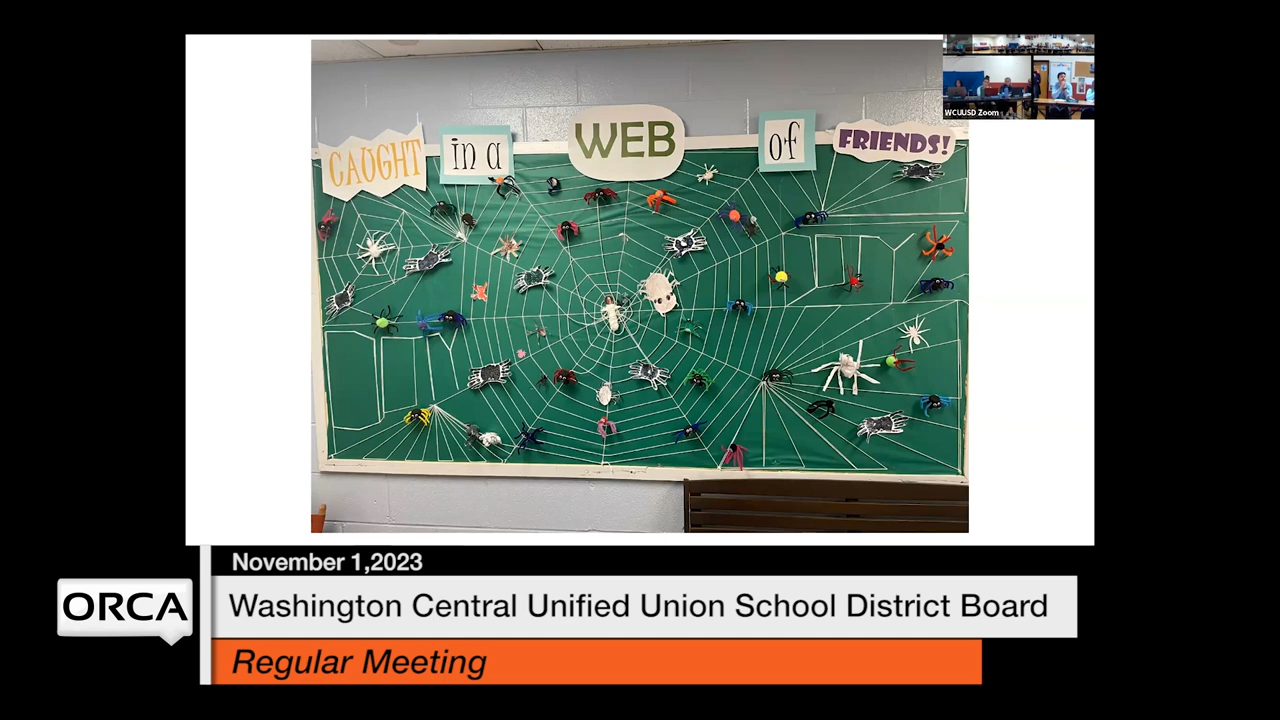 CAUGHT in a WEB of FRIENDS!
WCUUSD Zoom
November 1,2023
ORCA
Washington Central Unified Union School District Board
Regular Meeting